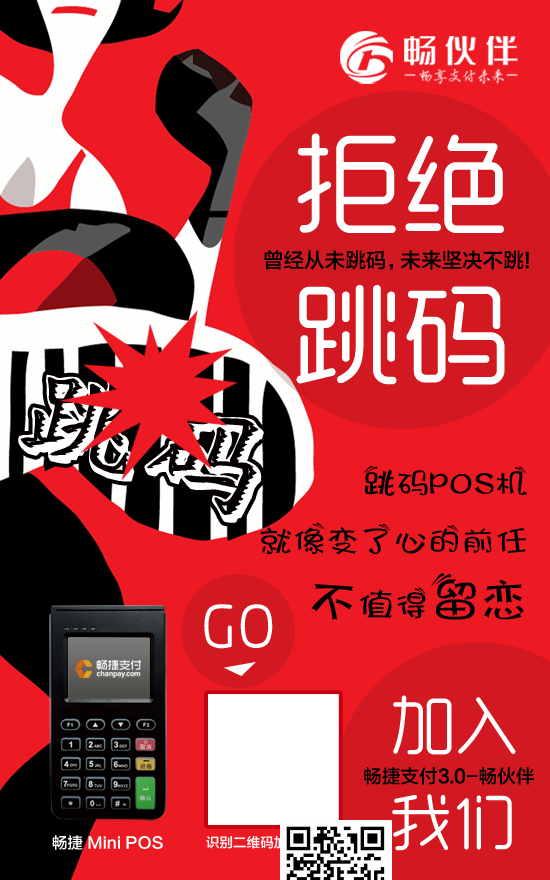 畅伙伴
—畅享支付未来—
拒绝
曾经从未跳码，未来坚决不跳!
跳码
跳码
跳码POS机
就像变了心的前任
不值得留恋
GO
畅捷支付
chanpay.com
F1 ▲ ▼ F2
1 2ABC 3DEF 取消
4GHI 5JKL 6MNO 退格
7PQRS 8TUV 9WXYZ
* 0 # 确认
畅捷 Mini POS
识别二维码加
加入
畅捷支付3.0-畅伙伴
我们